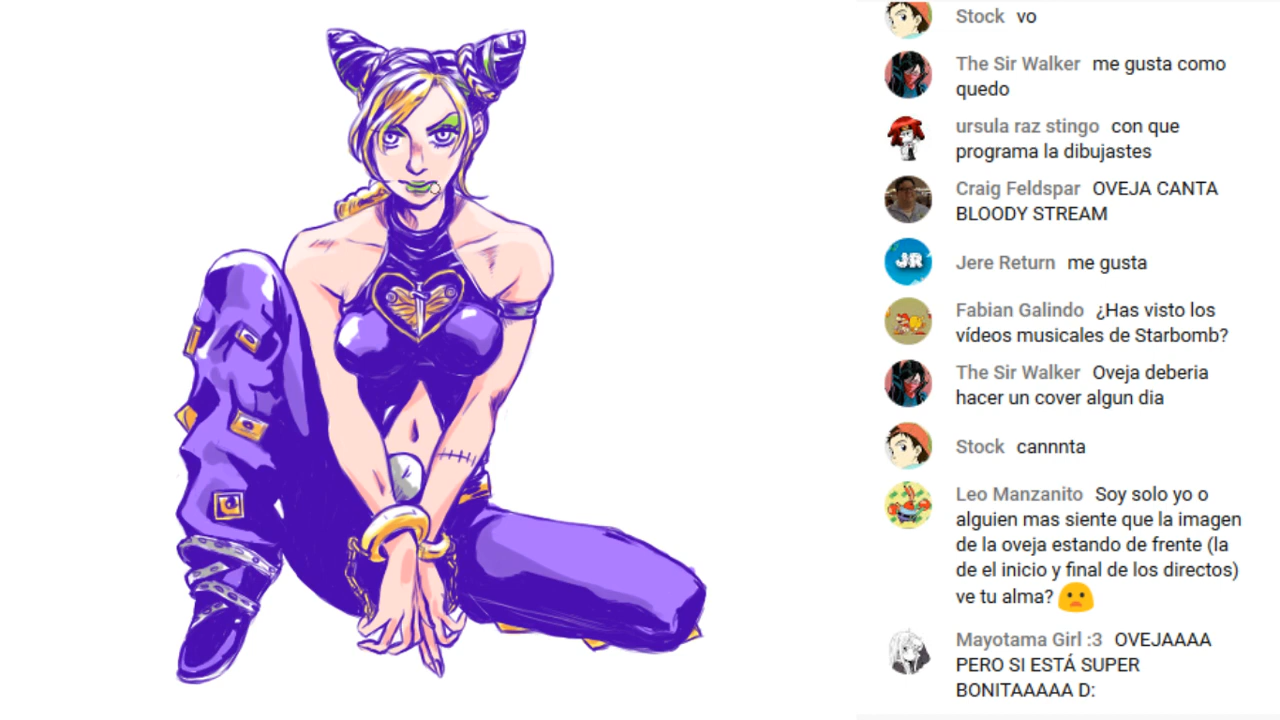 Stock vo
The Sir Walker me gusta como
quedo
ursula raz stingo con que
programa la dibujastes
Craig Feldspar OVEJA CANTA
BLOODY STREAM
JR
Jere Return me gusta
Fabian Galindo ¿Has visto los
vídeos musicales de Starbomb?
The Sir Walker Oveja deberia
hacer un cover algun dia
Stock cannnta
Leo Manzanito Soy solo yo o
alguien mas siente que la imagen
de la oveja estando de frente (la
de el inicio y final de los directos)
ve tu alma?
Mayotama Girl :3 OVEJAAAA
PERO SI ESTÁ SUPER
BONITAAAAA D: